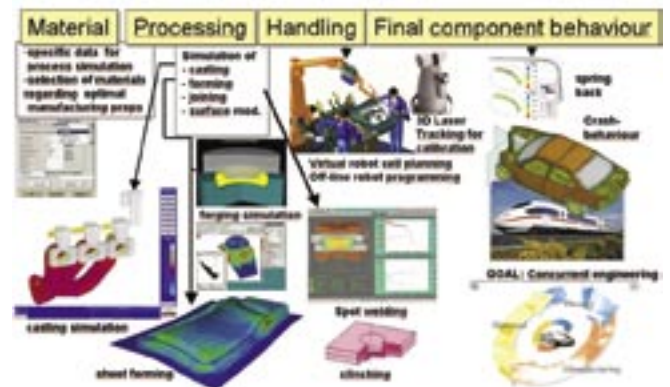 Material
Processing
Handling
Final component behaviour
-specific data for
process simulation
-selection of materials
regarding optimal
manufacturing props
Simulation of
- casting
- forming
- joining
- surface mod.
3D Laser
Tracking for
calibration
Virtual robot cell planning
Off-line robot programming
spring
back
Crash-
behaviour
forging simulation
casting simulation
sheet forming
Spot welding
clinching
GOAL: Concurrent engineering